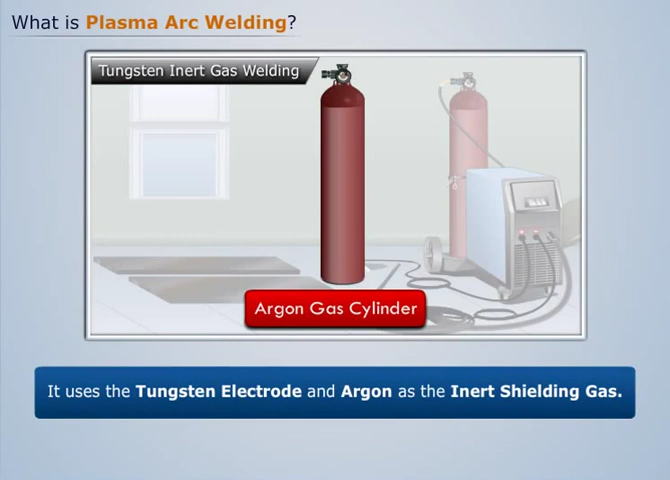 What is Plasma Arc Welding?
Tungsten Inert Gas Welding
Argon Gas Cylinder
It uses the Tungsten Electrode and Argon as the Inert Shielding Gas.